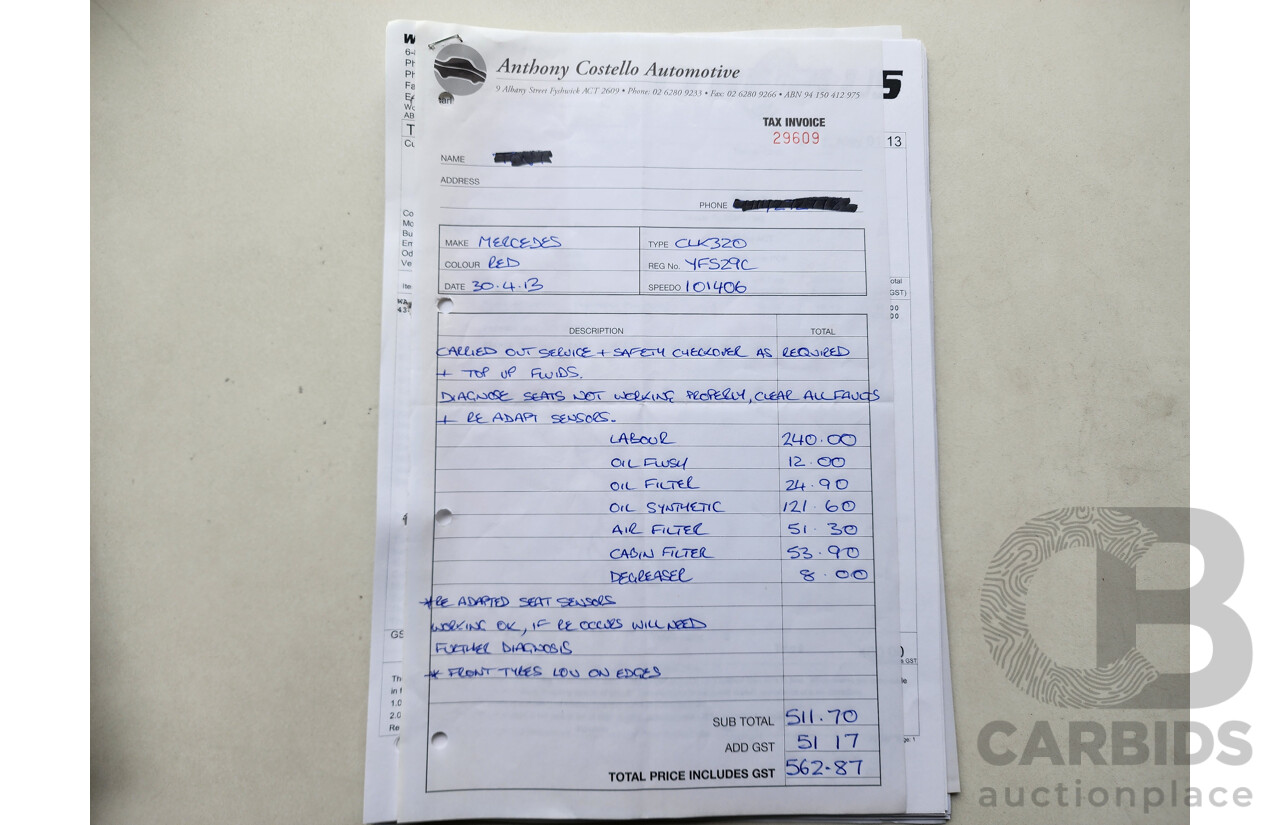 Anthony Costello Automotive
9 Albany Street Fyshwick ACT 2609 • Phone: 02 6280 9233 • Fax: 02 6280 9266 • ABN 94 150 412 975
5
TAX INVOICE
29609
13
NAME
ADDRESS
PHONE
MAKE MERCEDES TYPE CLK320
COLOUR RED REG No. YFS29C
DATE 30.4.13 SPEEDO 101406
DESCRIPTION TOTAL
CARRIED OUT SERVICE + SAFETY CHECKOVER AS REQUIRED
+ TOP UP FLUIDS.
DIAGNOSE SEATS NOT WORKING PROPERLY, CLEAR ALL FAULTS
+ RE ADAPT SENSORS.
LABOUR 240.00
OIL FLUSH 12.00
OIL FILTER 24.90
OIL SYNTHETIC 121.60
AIR FILTER 51.30
CABIN FILTER 53.90
DEGREASER 8.00
*RE ADAPTED SEAT SENSORS
WORKING OK, IF RE OCCURS WILL NEED
FURTHER DIAGNOSIS
* FRONT TYRES LOW ON EDGES
SUB TOTAL 511.70
ADD GST 51 17
TOTAL PRICE INCLUDES GST 562.87
CB
CARBIDS
auctionplace